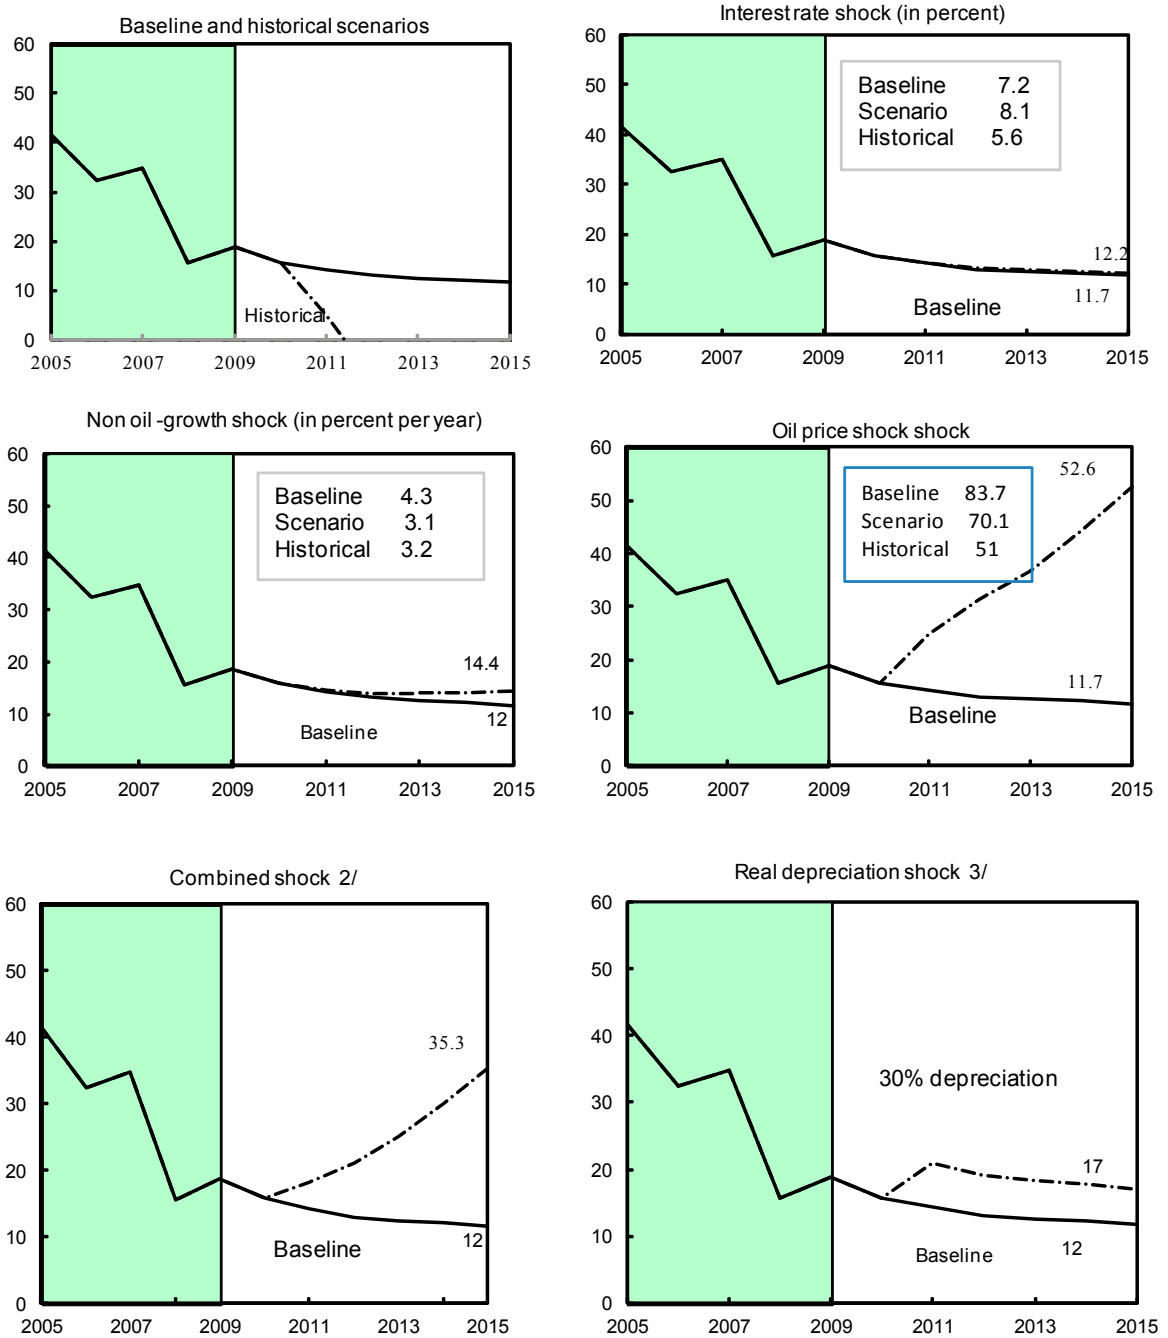 Baseline and historical scenarios
60
50
40
30
20
10
0
Historical
2005 2007 2009 2011 2013 2015
Interest rate shock (in percent)
60
50
40
30
20
10
0
Baseline 7.2
Scenario 8.1
Historical 5.6
12.2
11.7
Baseline
2005 2007 2009 2011 2013 2015
Non oil -growth shock (in percent per year)
60
50
40
30
20
10
0
Baseline 4.3
Scenario 3.1
Historical 3.2
14.4
12
Baseline
2005 2007 2009 2011 2013 2015
Oil price shock shock
60
50
40
30
20
10
0
52.6
Baseline 83.7
Scenario 70.1
Historical 51
11.7
Baseline
2005 2007 2009 2011 2013 2015
Combined shock 2/
60
50
40
30
20
10
0
35.3
12
Baseline
2005 2007 2009 2011 2013 2015
Real depreciation shock 3/
60
50
40
30
20
10
0
30% depreciation
17
Baseline 12
2005 2007 2009 2011 2013 2015